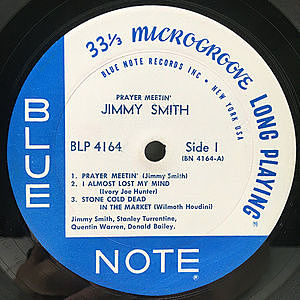 33⅓ MICROGROOVE LONG PLAYING
BLUE NOTE RECORDS INC • NEW YORK • USA
PRAYER MEETIN'
JIMMY SMITH
BLP 4164 Side 1
(BN 4164-A)
1. PRAYER MEETIN' (Jimmy Smith)
2. I ALMOST LOST MY MIND
(Ivory Joe Hunter)
3. STONE COLD DEAD
IN THE MARKET (Wilmoth Houdini)
Jimmy Smith, Stanley Turrentine,
Quentin Warren, Donald Bailey.
BLUE
NOTE
®